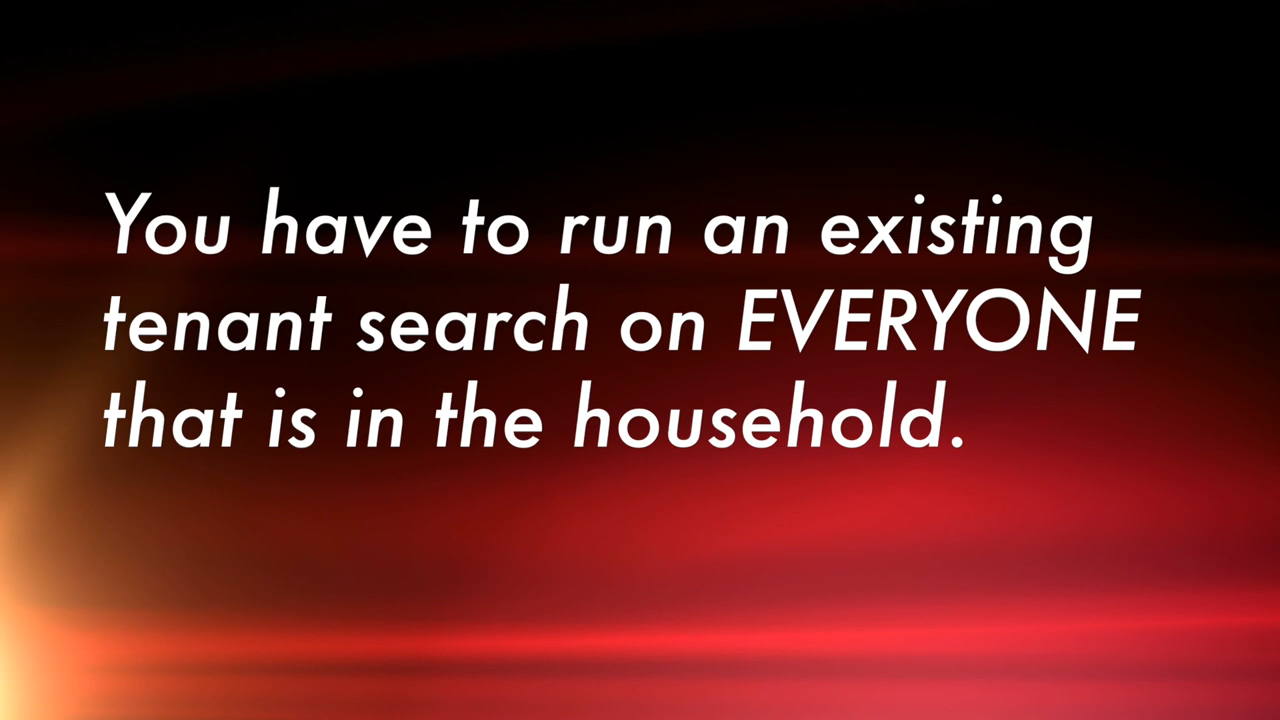 You have to run an existing
tenant search on EVERYONE
that is in the household.